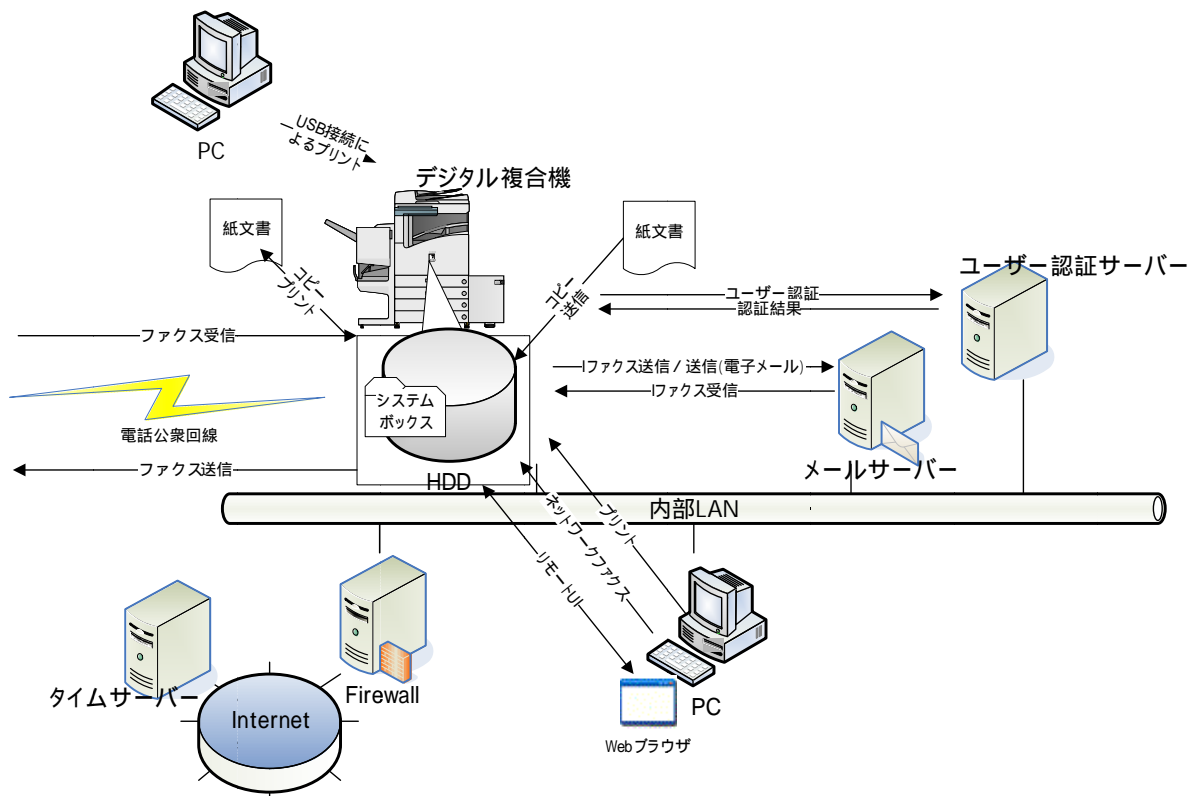 PC
USB接続に
よるプリント
デジタル複合機
紙文書
紙文書
コピー
プリント
コピー
送信
ユーザー認証サーバー
ユーザー認証
認証結果
ファクス受信
Iファクス送信 / 送信(電子メール)
Iファクス受信
システム
ボックス
電話公衆回線
ファクス送信
HDD
メールサーバー
内部LAN
プリント
ネットワークファクス
リモートUI
タイムサーバー
Firewall
Internet
PC
Webブラウザ